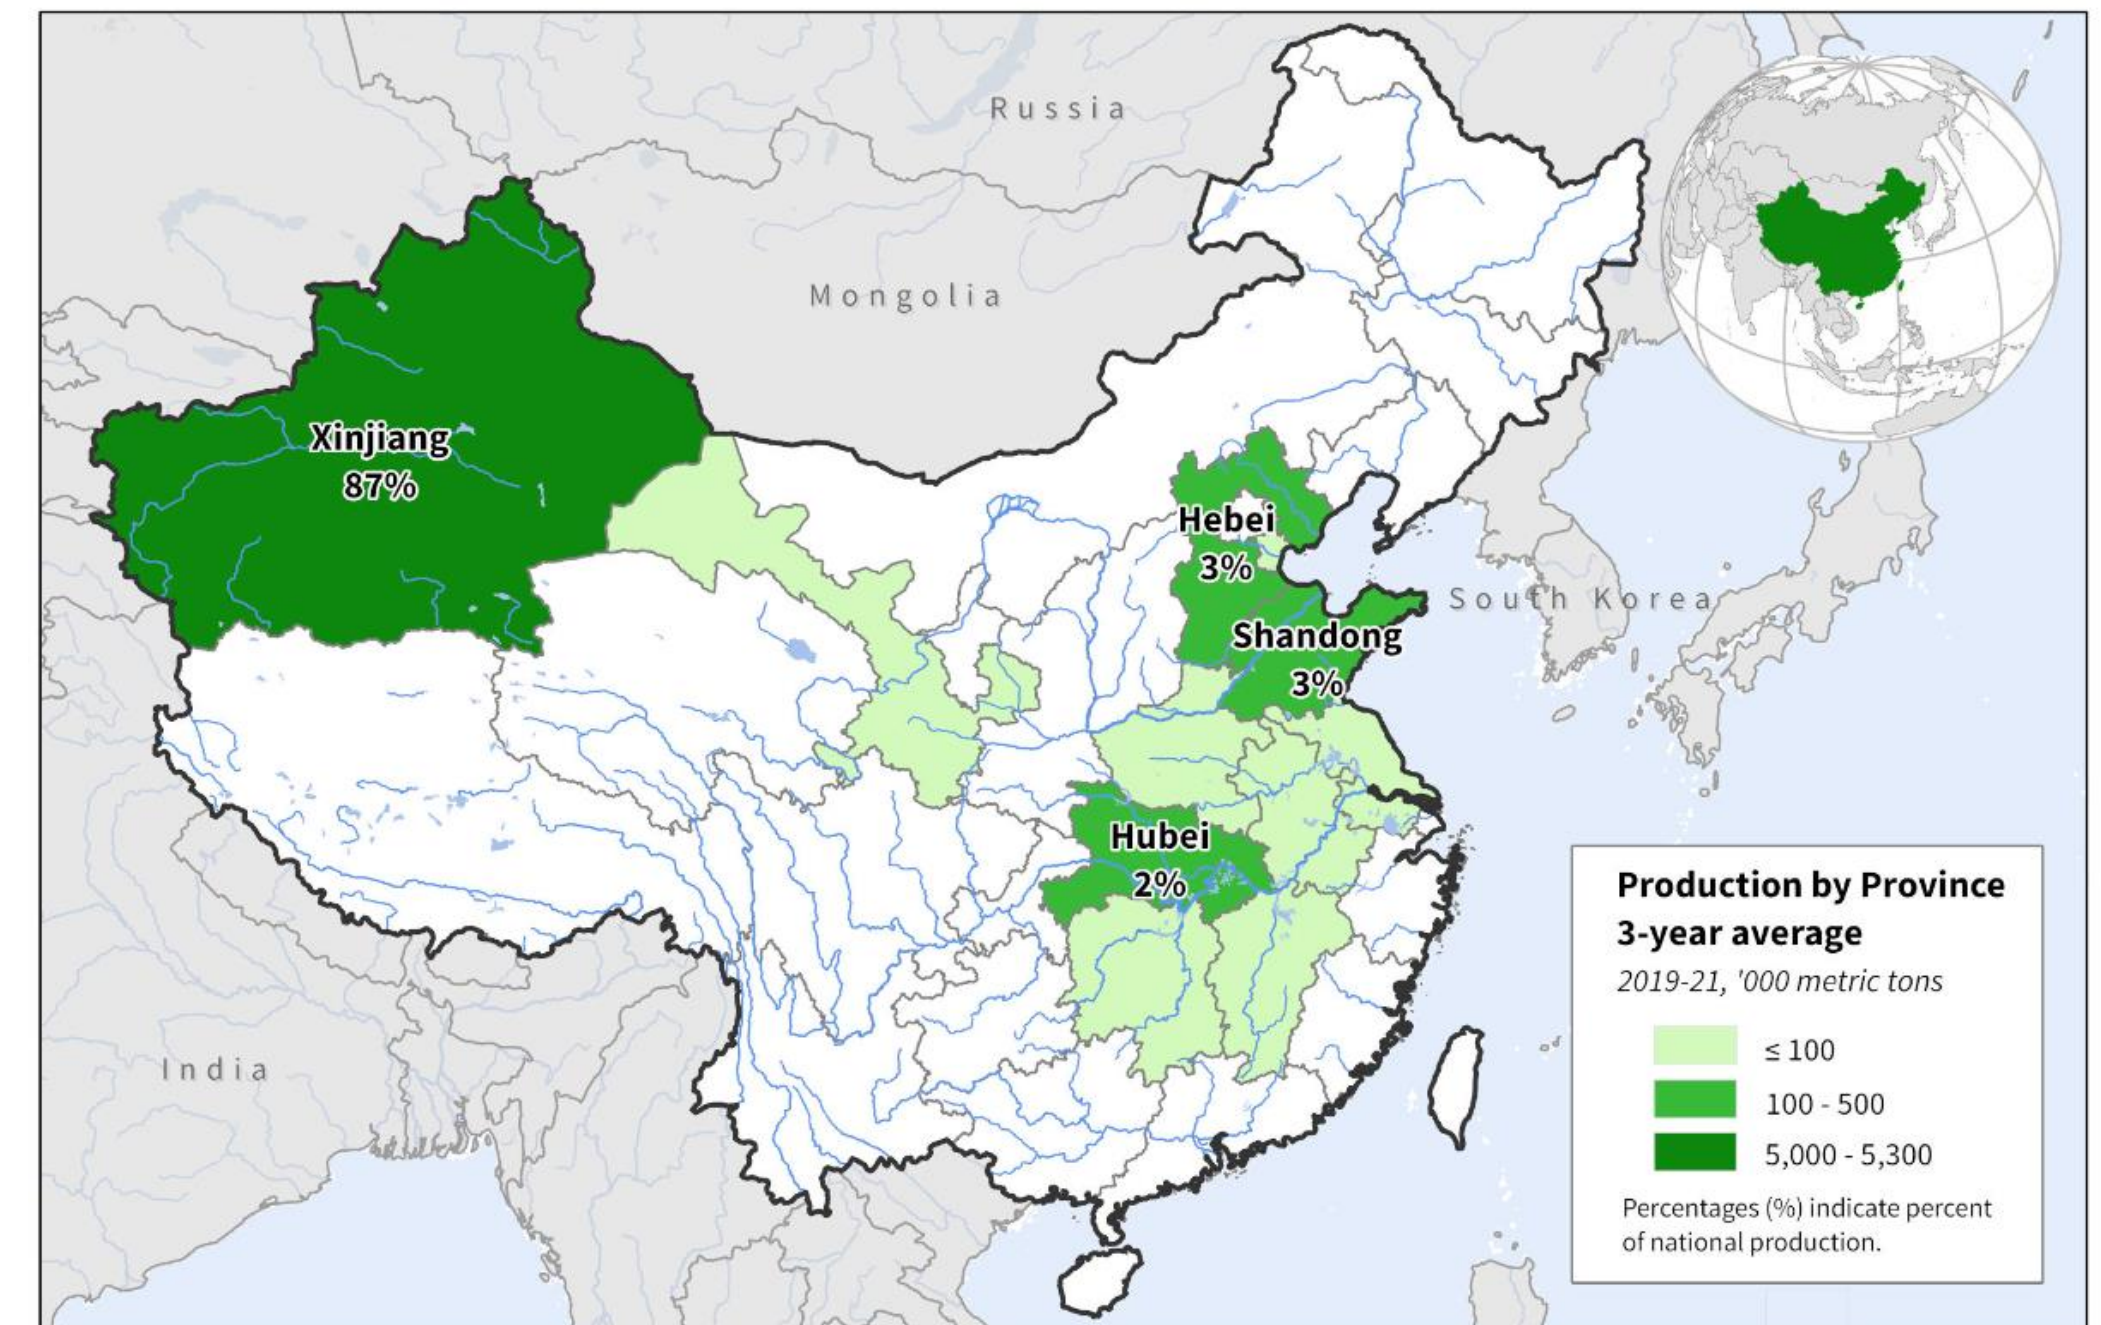 Russia
Mongolia
Xinjiang
87%
Hebei
3%
South Korea
Shandong
3%
Hubei
2%
India
Production by Province
3-year average
2019-21, '000 metric tons
≤ 100
100 - 500
5,000 - 5,300
Percentages (%) indicate percent
of national production.